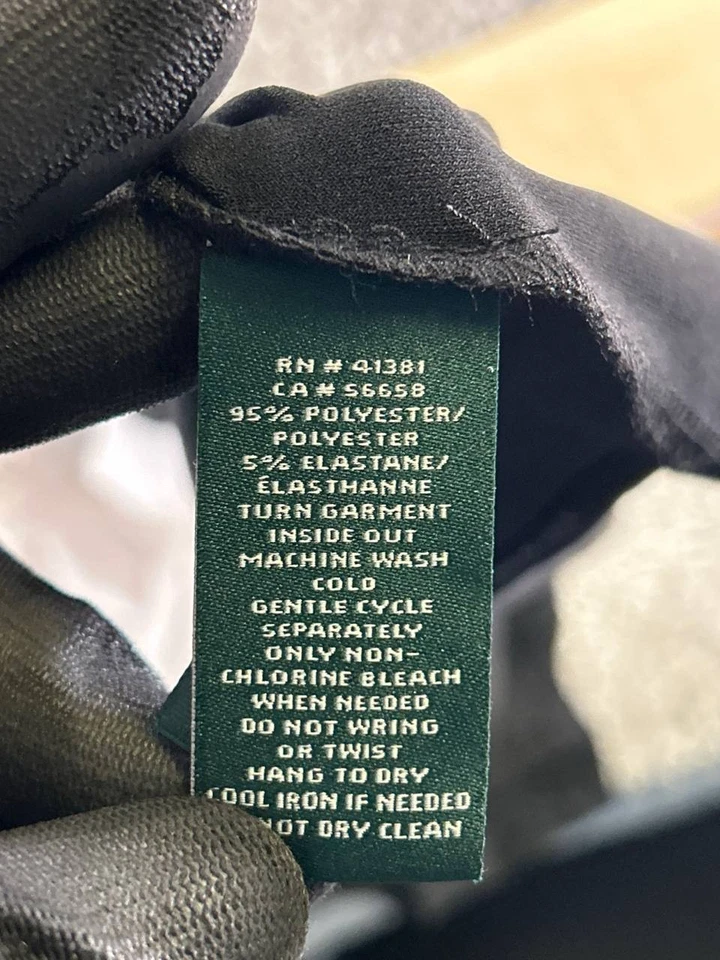 RN # 41381
CA # 56658
95% POLYESTER/
POLYESTER
5% ELASTANE/
ÉLASTHANNE
TURN GARMENT
INSIDE OUT
MACHINE WASH
COLD
GENTLE CYCLE
SEPARATELY
ONLY NON-
CHLORINE BLEACH
WHEN NEEDED
DO NOT WRING
OR TWIST
HANG TO DRY
COOL IRON IF NEEDED
NOT DRY CLEAN